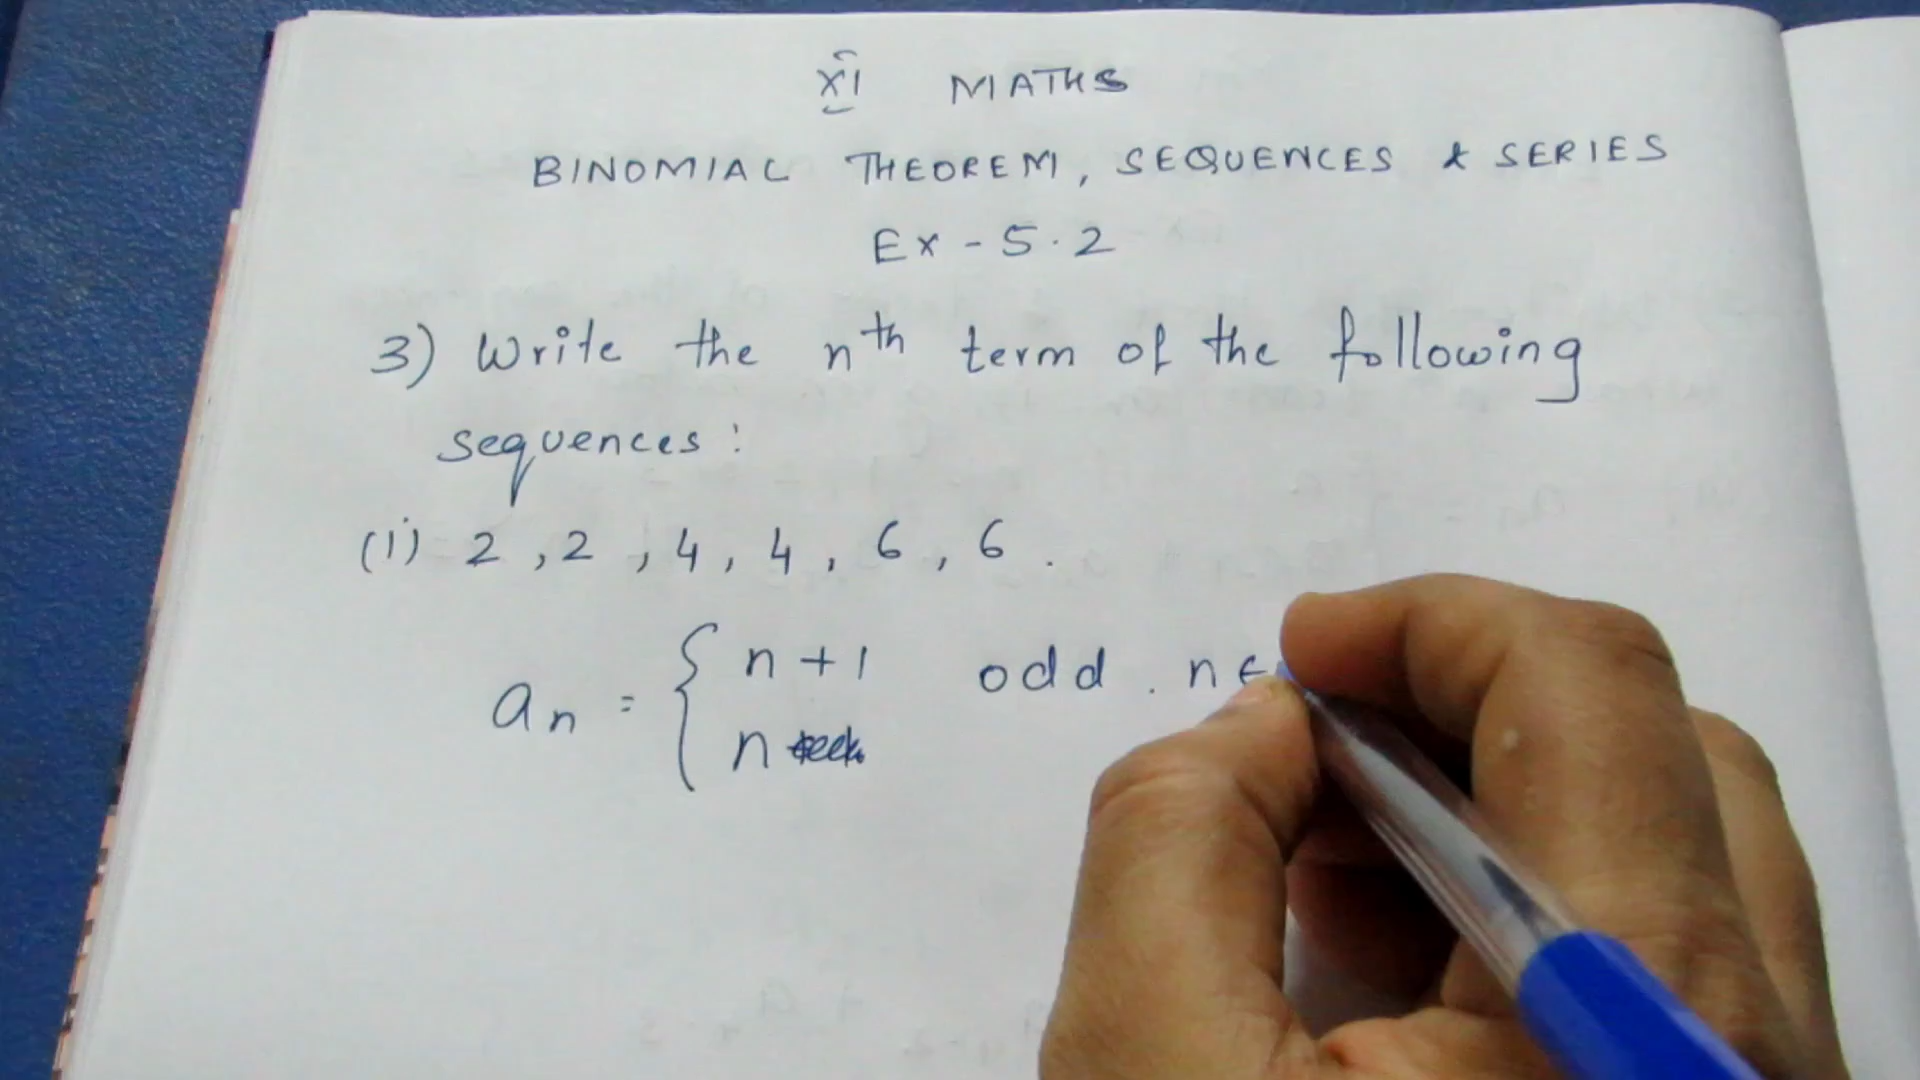 XI MATHS
BINOMIAL THEOREM, SEQUENCES & SERIES
Ex - 5.2
3) Write the nth term of the following
sequences:
(i) 2, 2, 4, 4, 6, 6.
an = { n + 1 odd. n ∈
n